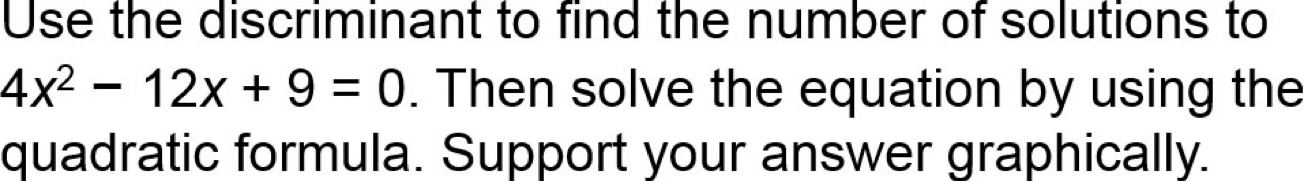 Use the discriminant to find the number of solutions to
4x² − 12x + 9 = 0. Then solve the equation by using the
quadratic formula. Support your answer graphically.